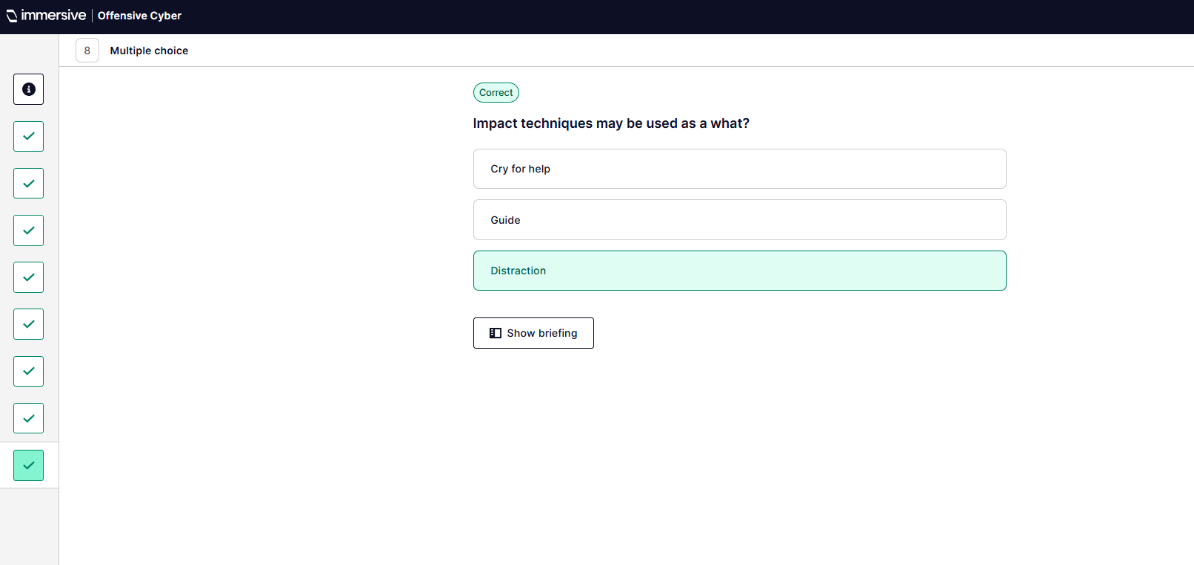 immersive | Offensive Cyber
8 Multiple choice
Correct
Impact techniques may be used as a what?
Cry for help
Guide
Distraction
Show briefing